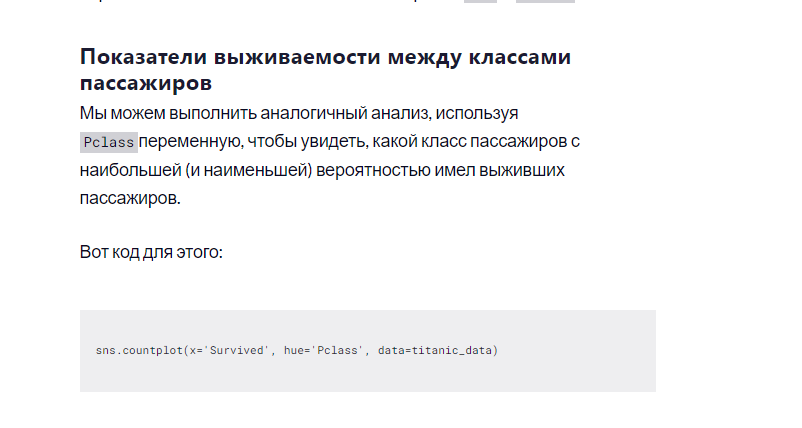 Показатели выживаемости между классами
пассажиров
Мы можем выполнить аналогичный анализ, используя
Pclass переменную, чтобы увидеть, какой класс пассажиров с
наибольшей (и наименьшей) вероятностью имел выживших
пассажиров.
Вот код для этого:
sns.countplot(x='Survived', hue='Pclass', data=titanic_data)